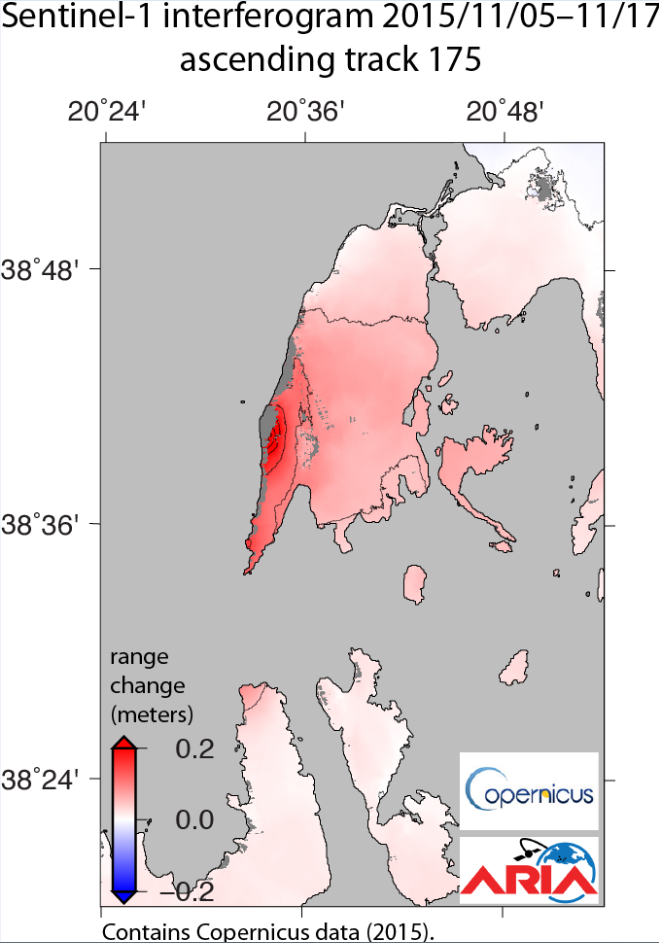 Sentinel-1 interferogram 2015/11/05–11/17
ascending track 175
20°24' 20°36' 20°48'
38°48'
38°36'
38°24'
range
change
(meters)
0.2
0.0
−0.2
Copernicus
ARIA
Contains Copernicus data (2015).